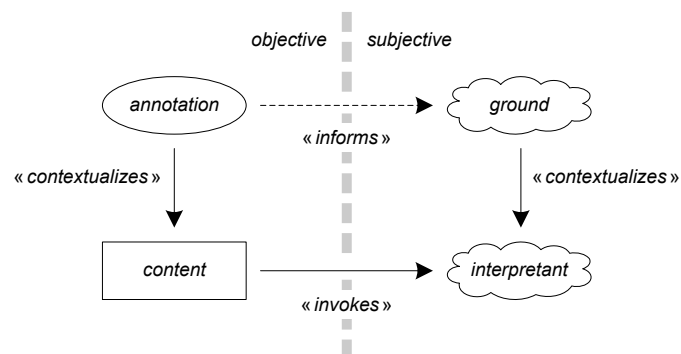 objective subjective
annotation ground
« informs »
« contextualizes » « contextualizes »
content interpretant
« invokes »